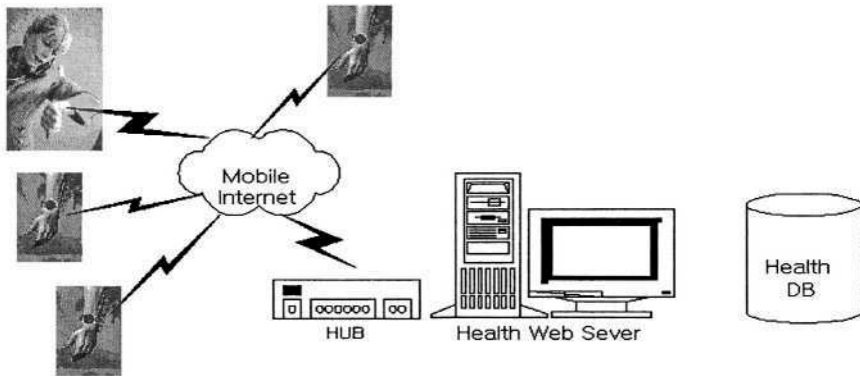 Mobile
Internet
HUB
Health Web Sever
Health
DB